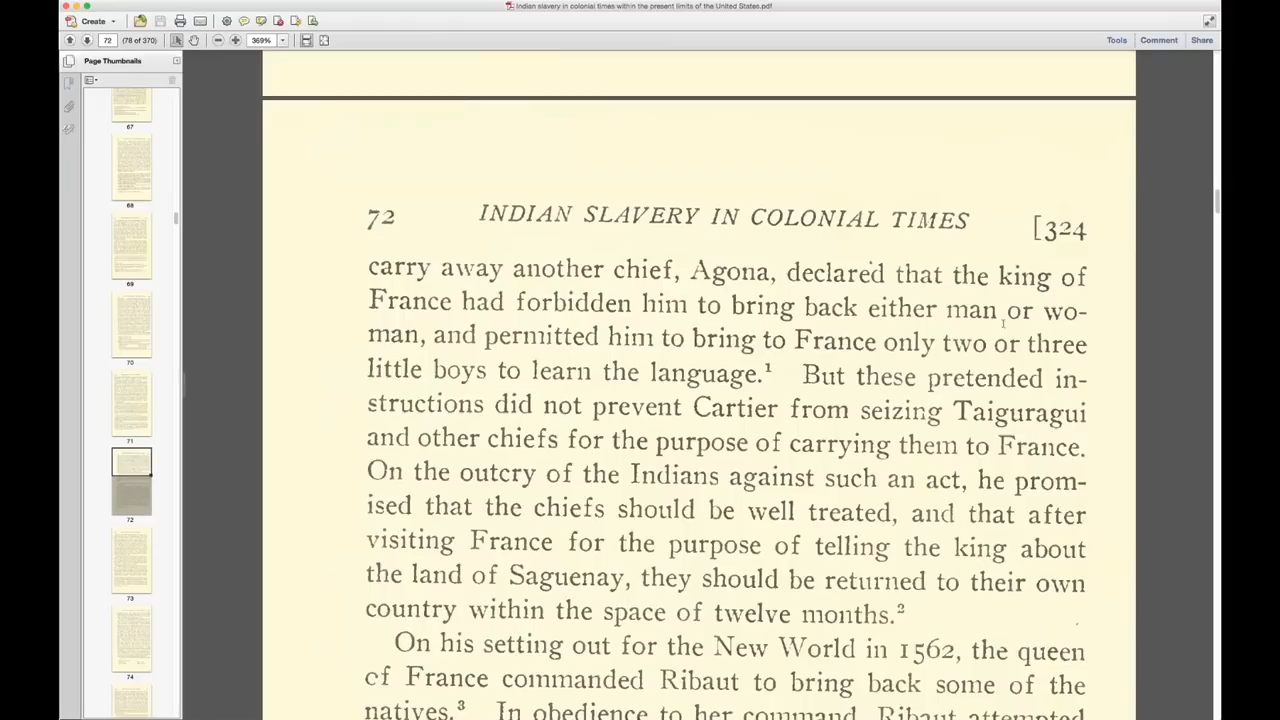 Indian slavery in colonial times within the present limits of the United States.pdf
Create
72 (78 of 370) 369% Tools Comment Share
Page Thumbnails
67
68
69
70
71
72
73
74
72 INDIAN SLAVERY IN COLONIAL TIMES [324
carry away another chief, Agona, declared that the king of
France had forbidden him to bring back either man or wo-
man, and permitted him to bring to France only two or three
little boys to learn the language.¹ But these pretended in-
structions did not prevent Cartier from seizing Taiguragui
and other chiefs for the purpose of carrying them to France.
On the outcry of the Indians against such an act, he prom-
ised that the chiefs should be well treated, and that after
visiting France for the purpose of telling the king about
the land of Saguenay, they should be returned to their own
country within the space of twelve months.²
On his setting out for the New World in 1562, the queen
of France commanded Ribaut to bring back some of the
natives.³ In obedience to her command, Ribaut attempted